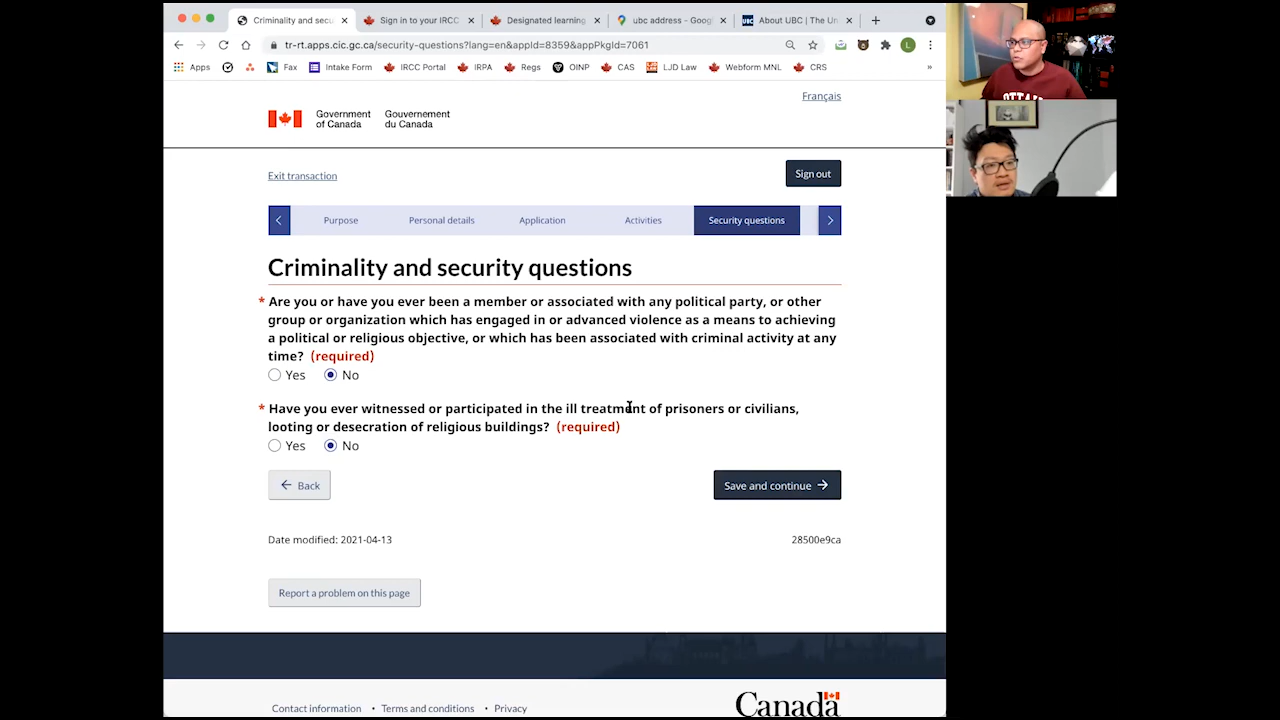 Criminality and secu
Sign in to your IRCC
Designated learning
ubc address - Goog
UBC
About UBC | The Un
tr-rt.apps.cic.gc.ca/security-questions?lang=en&appId=8359&appPkgId=7061
L
Apps
Fax
Intake Form
IRCC Portal
IRPA
Regs
OINP
CAS
LJD Law
Webform MNL
CRS
»
Français
Government of Canada
Gouvernement du Canada
Exit transaction
Sign out
Purpose
Personal details
Application
Activities
Security questions
Criminality and security questions
* Are you or have you ever been a member or associated with any political party, or other
group or organization which has engaged in or advanced violence as a means to achieving
a political or religious objective, or which has been associated with criminal activity at any
time? (required)
Yes No
* Have you ever witnessed or participated in the ill treatment of prisoners or civilians,
looting or desecration of religious buildings? (required)
Yes No
Back
Save and continue
Date modified: 2021-04-13
28500e9ca
Report a problem on this page
Contact information • Terms and conditions • Privacy
Canada